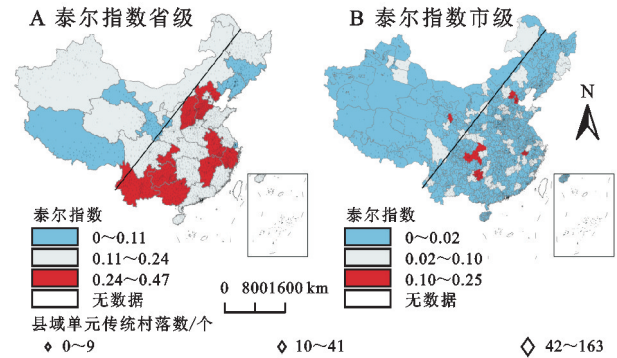 A 泰尔指数省级
B 泰尔指数市级
N
泰尔指数
0～0.11
0.11～0.24
0.24～0.47
无数据
泰尔指数
0～0.02
0.02～0.10
0.10～0.25
无数据
0 8001600 km
县域单元传统村落数/个
0～9
10～41
42～163